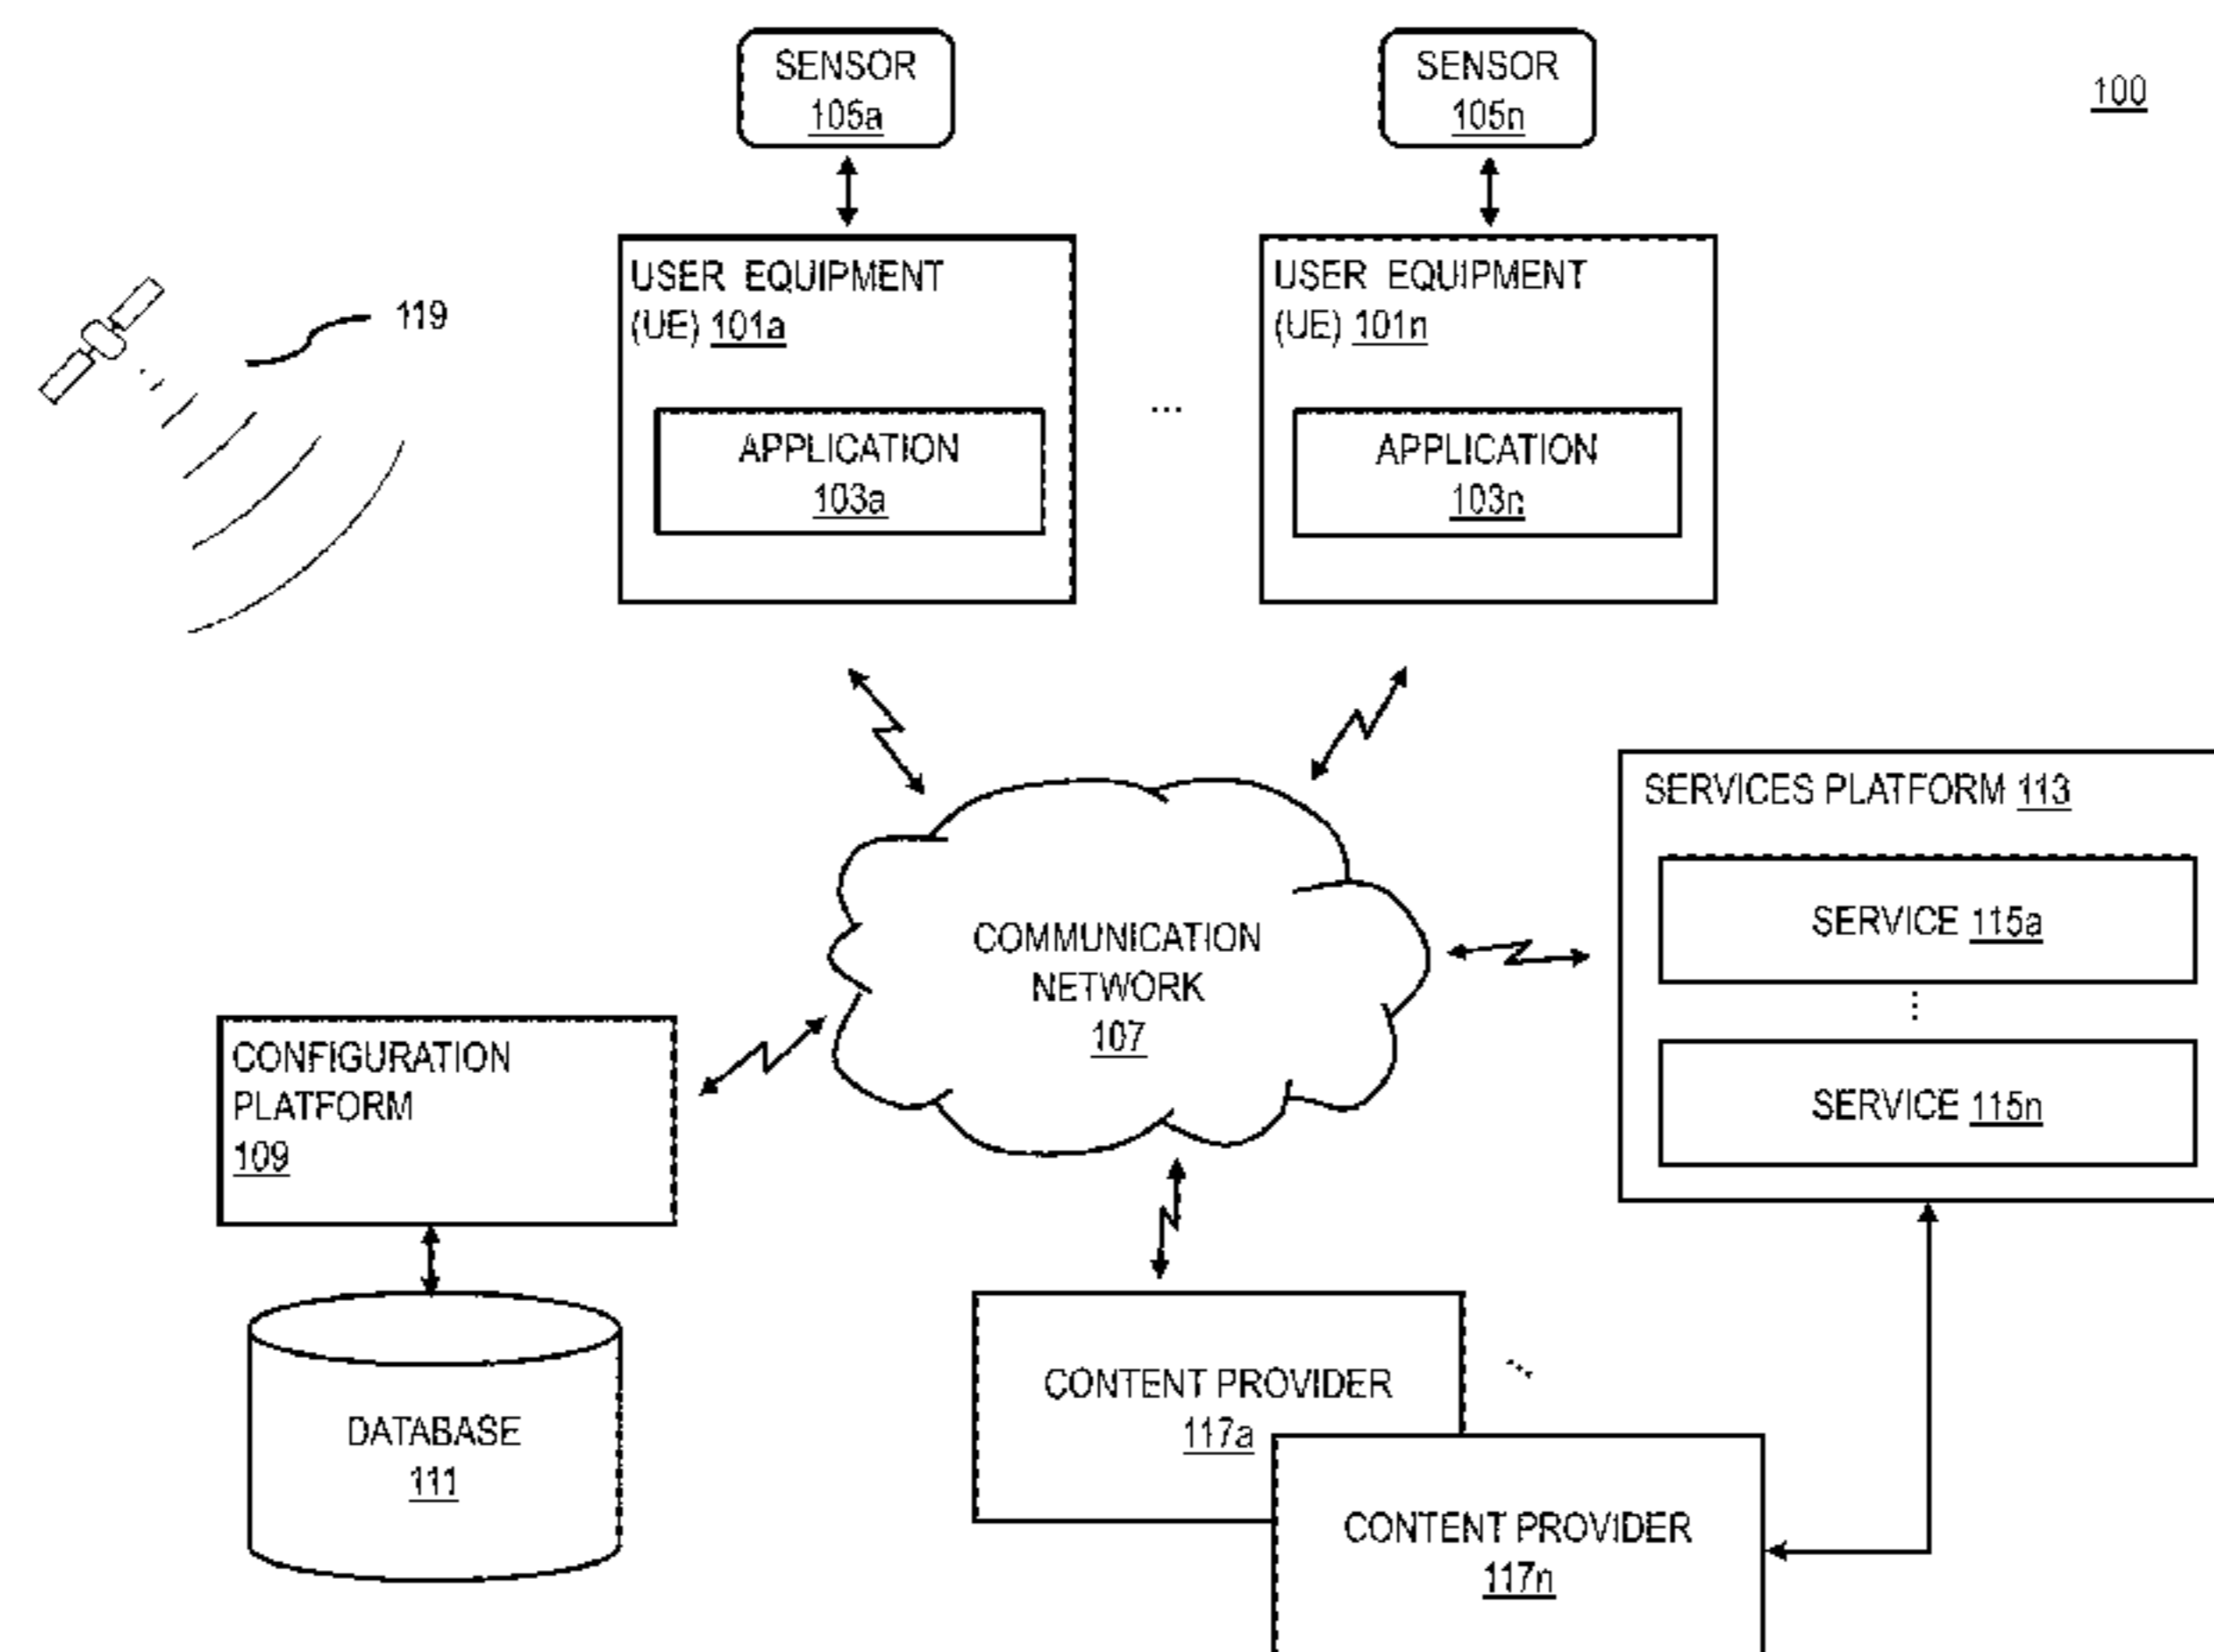 SENSOR
105a
SENSOR
105n
100
USER EQUIPMENT
(UE) 101a
USER EQUIPMENT
(UE) 101n
119
APPLICATION
103a
...
APPLICATION
103n
SERVICES PLATFORM 113
SERVICE 115a
...
SERVICE 115n
COMMUNICATION
NETWORK
107
CONFIGURATION
PLATFORM
109
DATABASE
111
CONTENT PROVIDER
117a
...
CONTENT PROVIDER
117n